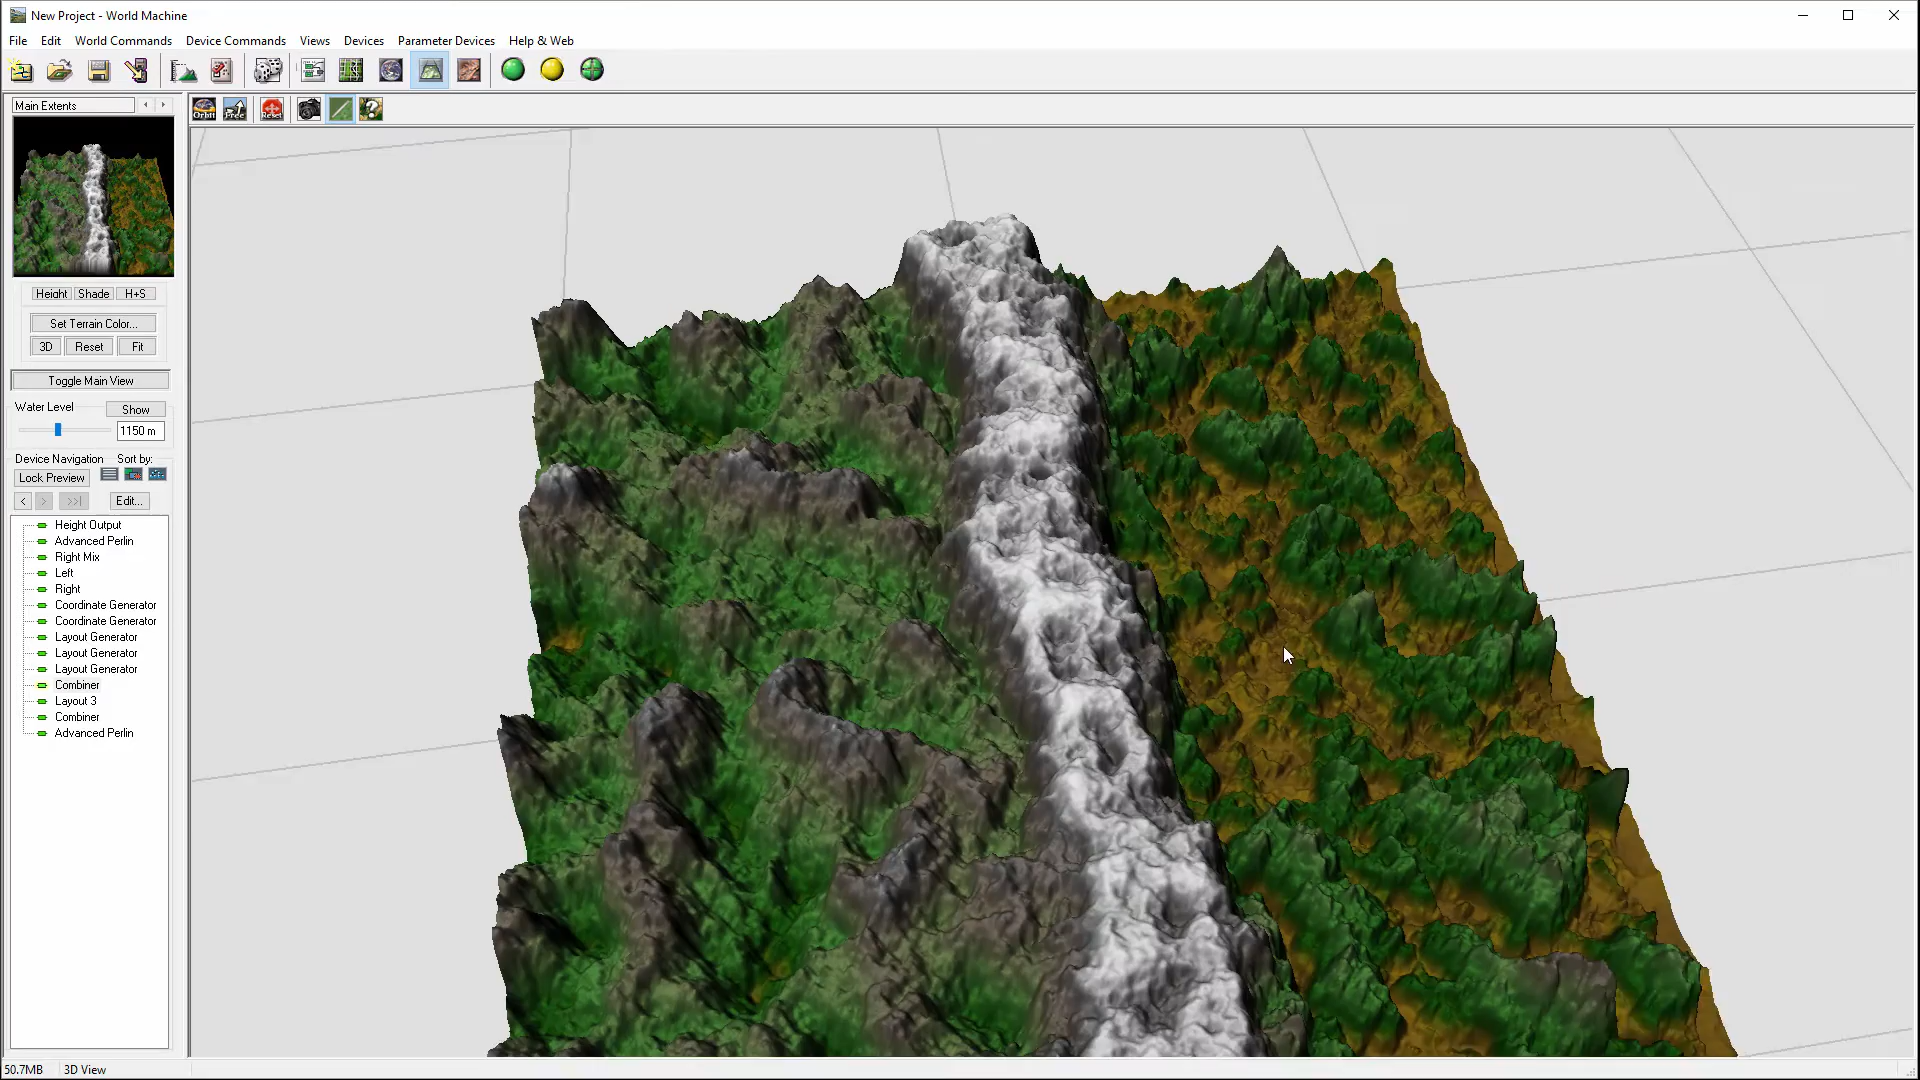 New Project - World Machine
File Edit World Commands Device Commands Views Devices Parameter Devices Help & Web
Main Extents
Orbit Free Reset
Height Shade H+S
Set Terrain Color...
3D Reset Fit
Toggle Main View
Water Level Show
1150 m
Device Navigation Sort by:
Lock Preview
< > >>| Edit...
Height Output
Advanced Perlin
Right Mix
Left
Right
Coordinate Generator
Coordinate Generator
Layout Generator
Layout Generator
Layout Generator
Combiner
Layout 3
Combiner
Advanced Perlin
50.7MB 3D View